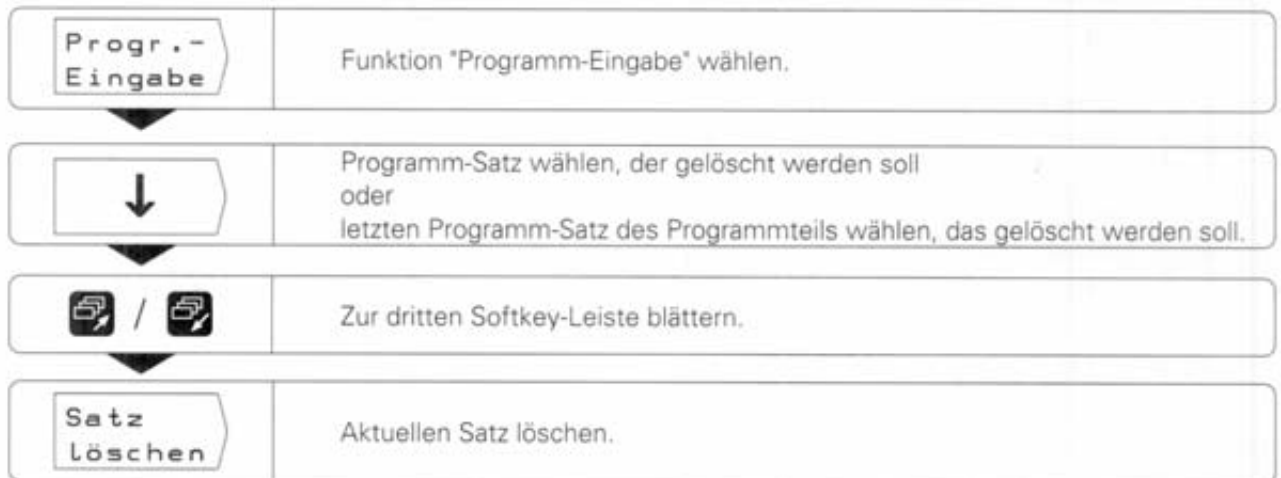 Progr.-
Eingabe
Funktion "Programm-Eingabe" wählen.
↓
Programm-Satz wählen, der gelöscht werden soll
oder
letzten Programm-Satz des Programmteils wählen, das gelöscht werden soll.
/
Zur dritten Softkey-Leiste blättern.
Satz
löschen
Aktuellen Satz löschen.